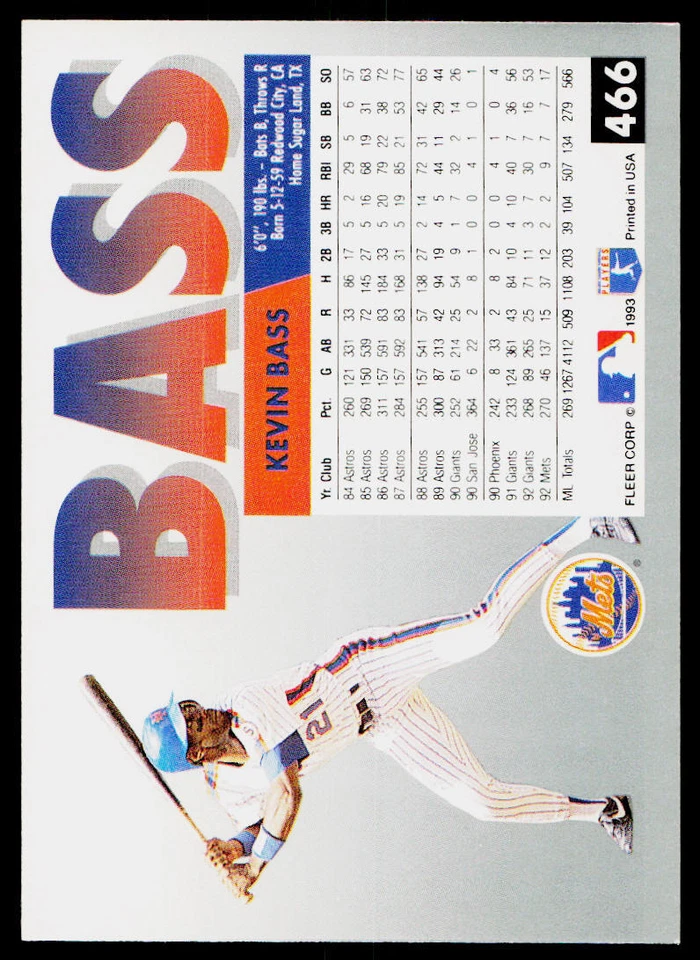 BASS
KEVIN BASS
6'0", 190 lbs. – Bats B, Throws R
Born 5-12-59 Redwood City, CA
Home Sugar Land, TX
Yr Club Pct. G AB R H 2B 3B HR RBI SB BB SO
84 Astros 260 121 331 33 86 17 5 2 29 5 6 57
85 Astros 269 150 539 72 145 27 5 16 68 19 31 63
86 Astros 311 157 591 83 184 33 5 20 79 22 38 72
87 Astros 284 157 592 83 168 31 5 19 85 21 53 77
88 Astros 255 157 541 57 138 27 2 14 72 31 42 65
89 Astros 300 87 313 42 94 19 4 5 44 11 29 44
90 Giants 252 61 214 25 54 9 1 7 32 2 14 26
90 San Jose 364 6 22 2 8 1 0 0 4 1 0 1
90 Phoenix 242 8 33 2 8 2 0 0 4 1 0 4
91 Giants 233 124 361 43 84 10 4 10 40 7 36 56
92 Giants 268 89 265 25 71 11 3 7 30 7 16 53
92 Mets 270 46 137 15 37 12 2 2 9 7 7 17
ML Totals 269 1267 4112 509 1108 203 39 104 507 134 279 566
FLEER CORP © 1993 Printed in USA
PLAYERS
466
Mets
®
21